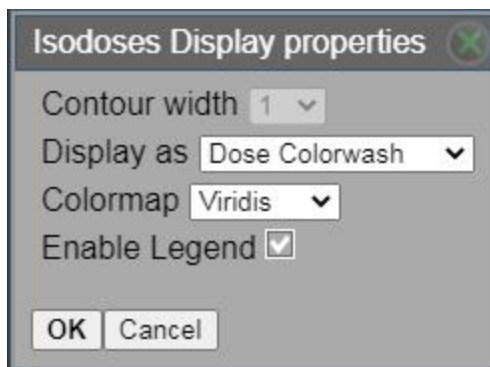 Isodoses Display properties
Contour width 1
Display as Dose Colorwash
Colormap Viridis
Enable Legend
OK Cancel